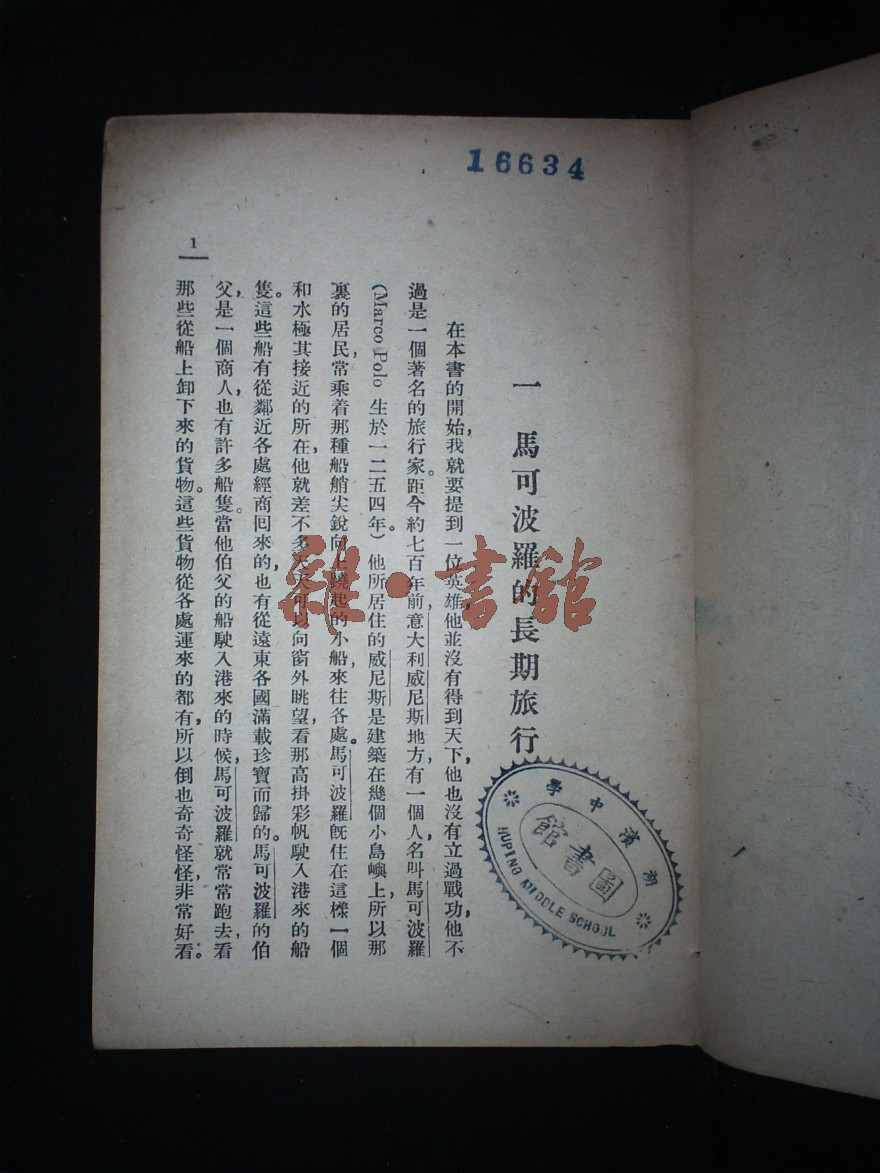 16634
一　馬可波羅的長期旅行
在本書的開始，我就要提到一位英雄，他並沒有得到天下，他也沒有立過戰功，他不
過是一個著名的旅行家。距今約七百年前，意大利威尼斯地方，有一個人，名叫馬可波羅
(Marco Polo 生於一二五四年。) 他所居住的威尼斯是建築在幾個小島嶼上，所以那
裏的居民，常乘着那種船艄尖銳向上蹺起的小船，來往各處。馬可波羅既住在這樣一個
和水極其接近的所在，他就差不多天天可以向窗外眺望，看那高掛彩帆駛入港來的船
隻。這些船有從鄰近各處經商回來的，也有從遠東各國滿載珍寶而歸的。馬可波羅的伯
父，是一個商人，也有許多船隻。當他伯父的船駛入港來的時候，馬可波羅就常常跑去看，
那些從船上卸下來的貨物。這些貨物從各處運來的都有，所以倒也奇奇怪怪，非常好看。
1
湖濱中學
圖書館
HUPING MIDDLE SCHOOL
雜·書館